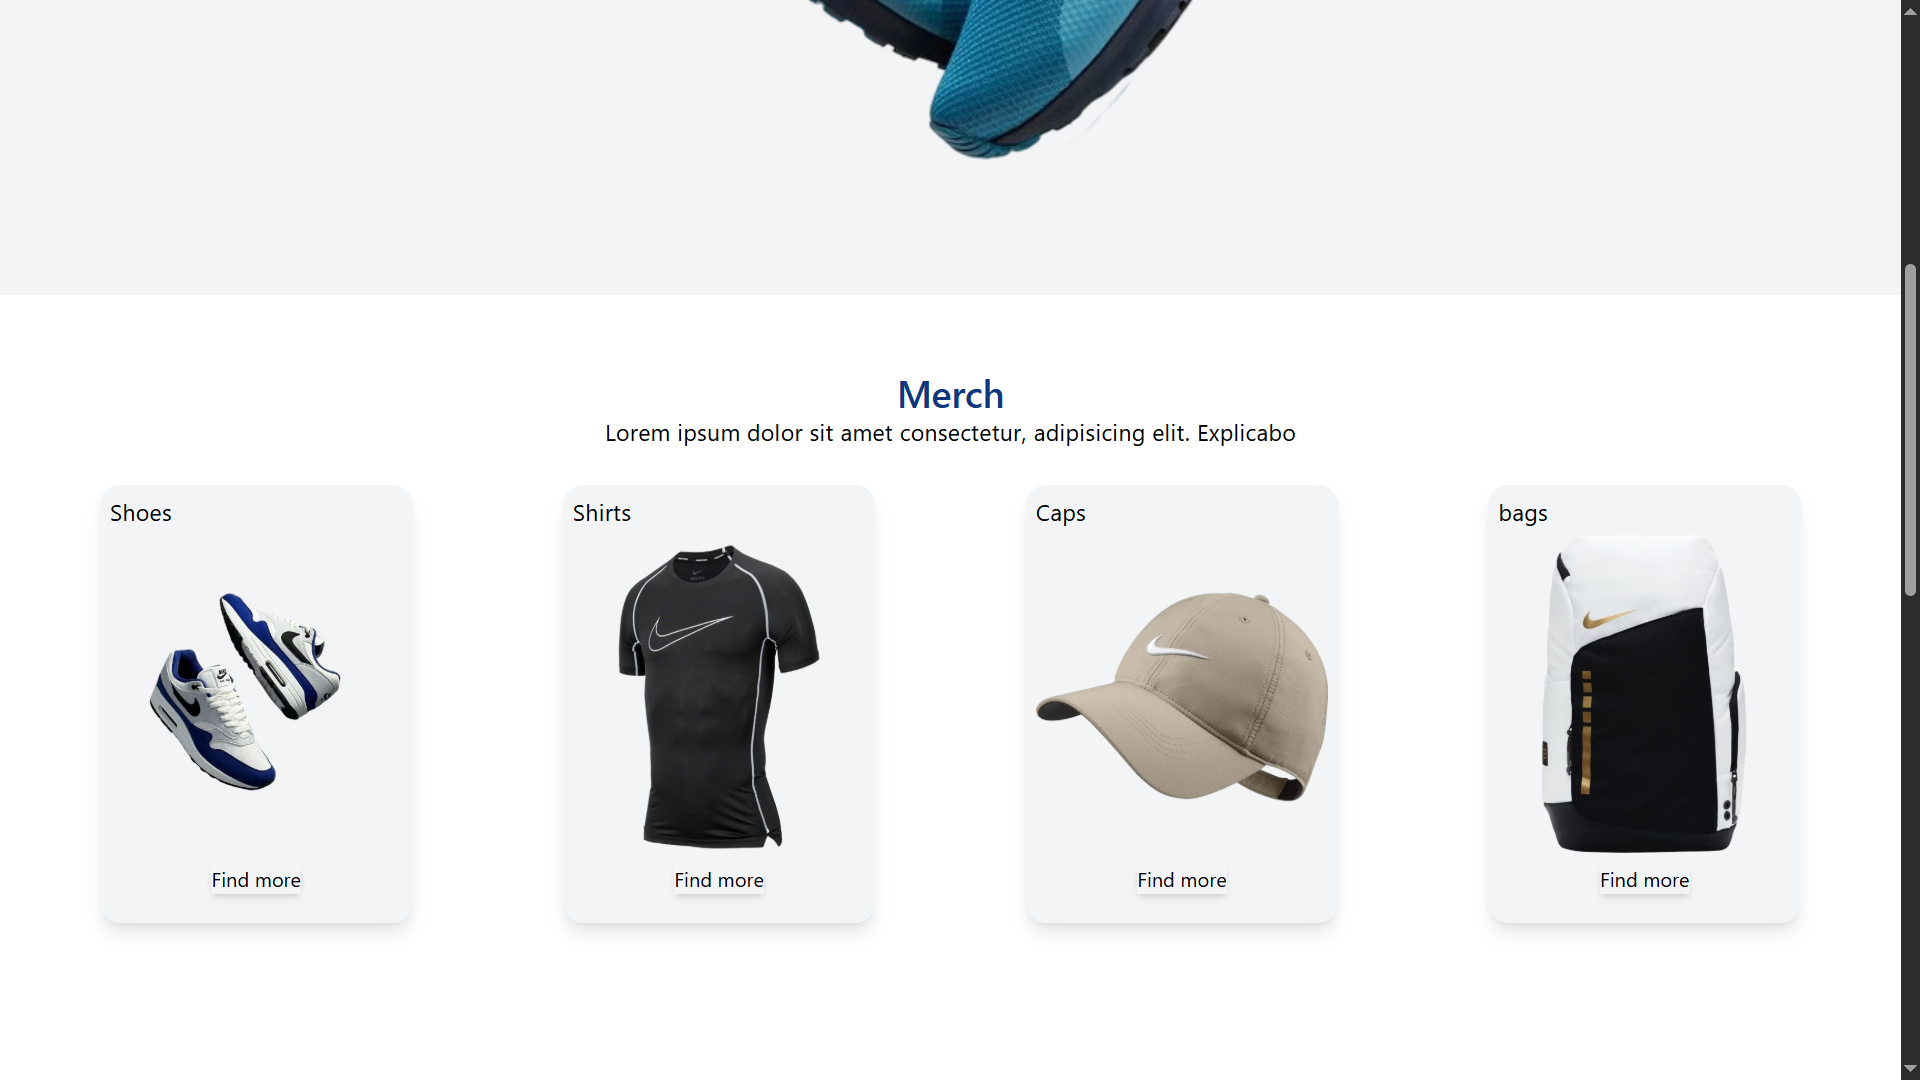 Merch
Lorem ipsum dolor sit amet consectetur, adipisicing elit. Explicabo
Shoes
Shirts
Caps
bags
Find more
Find more
Find more
Find more